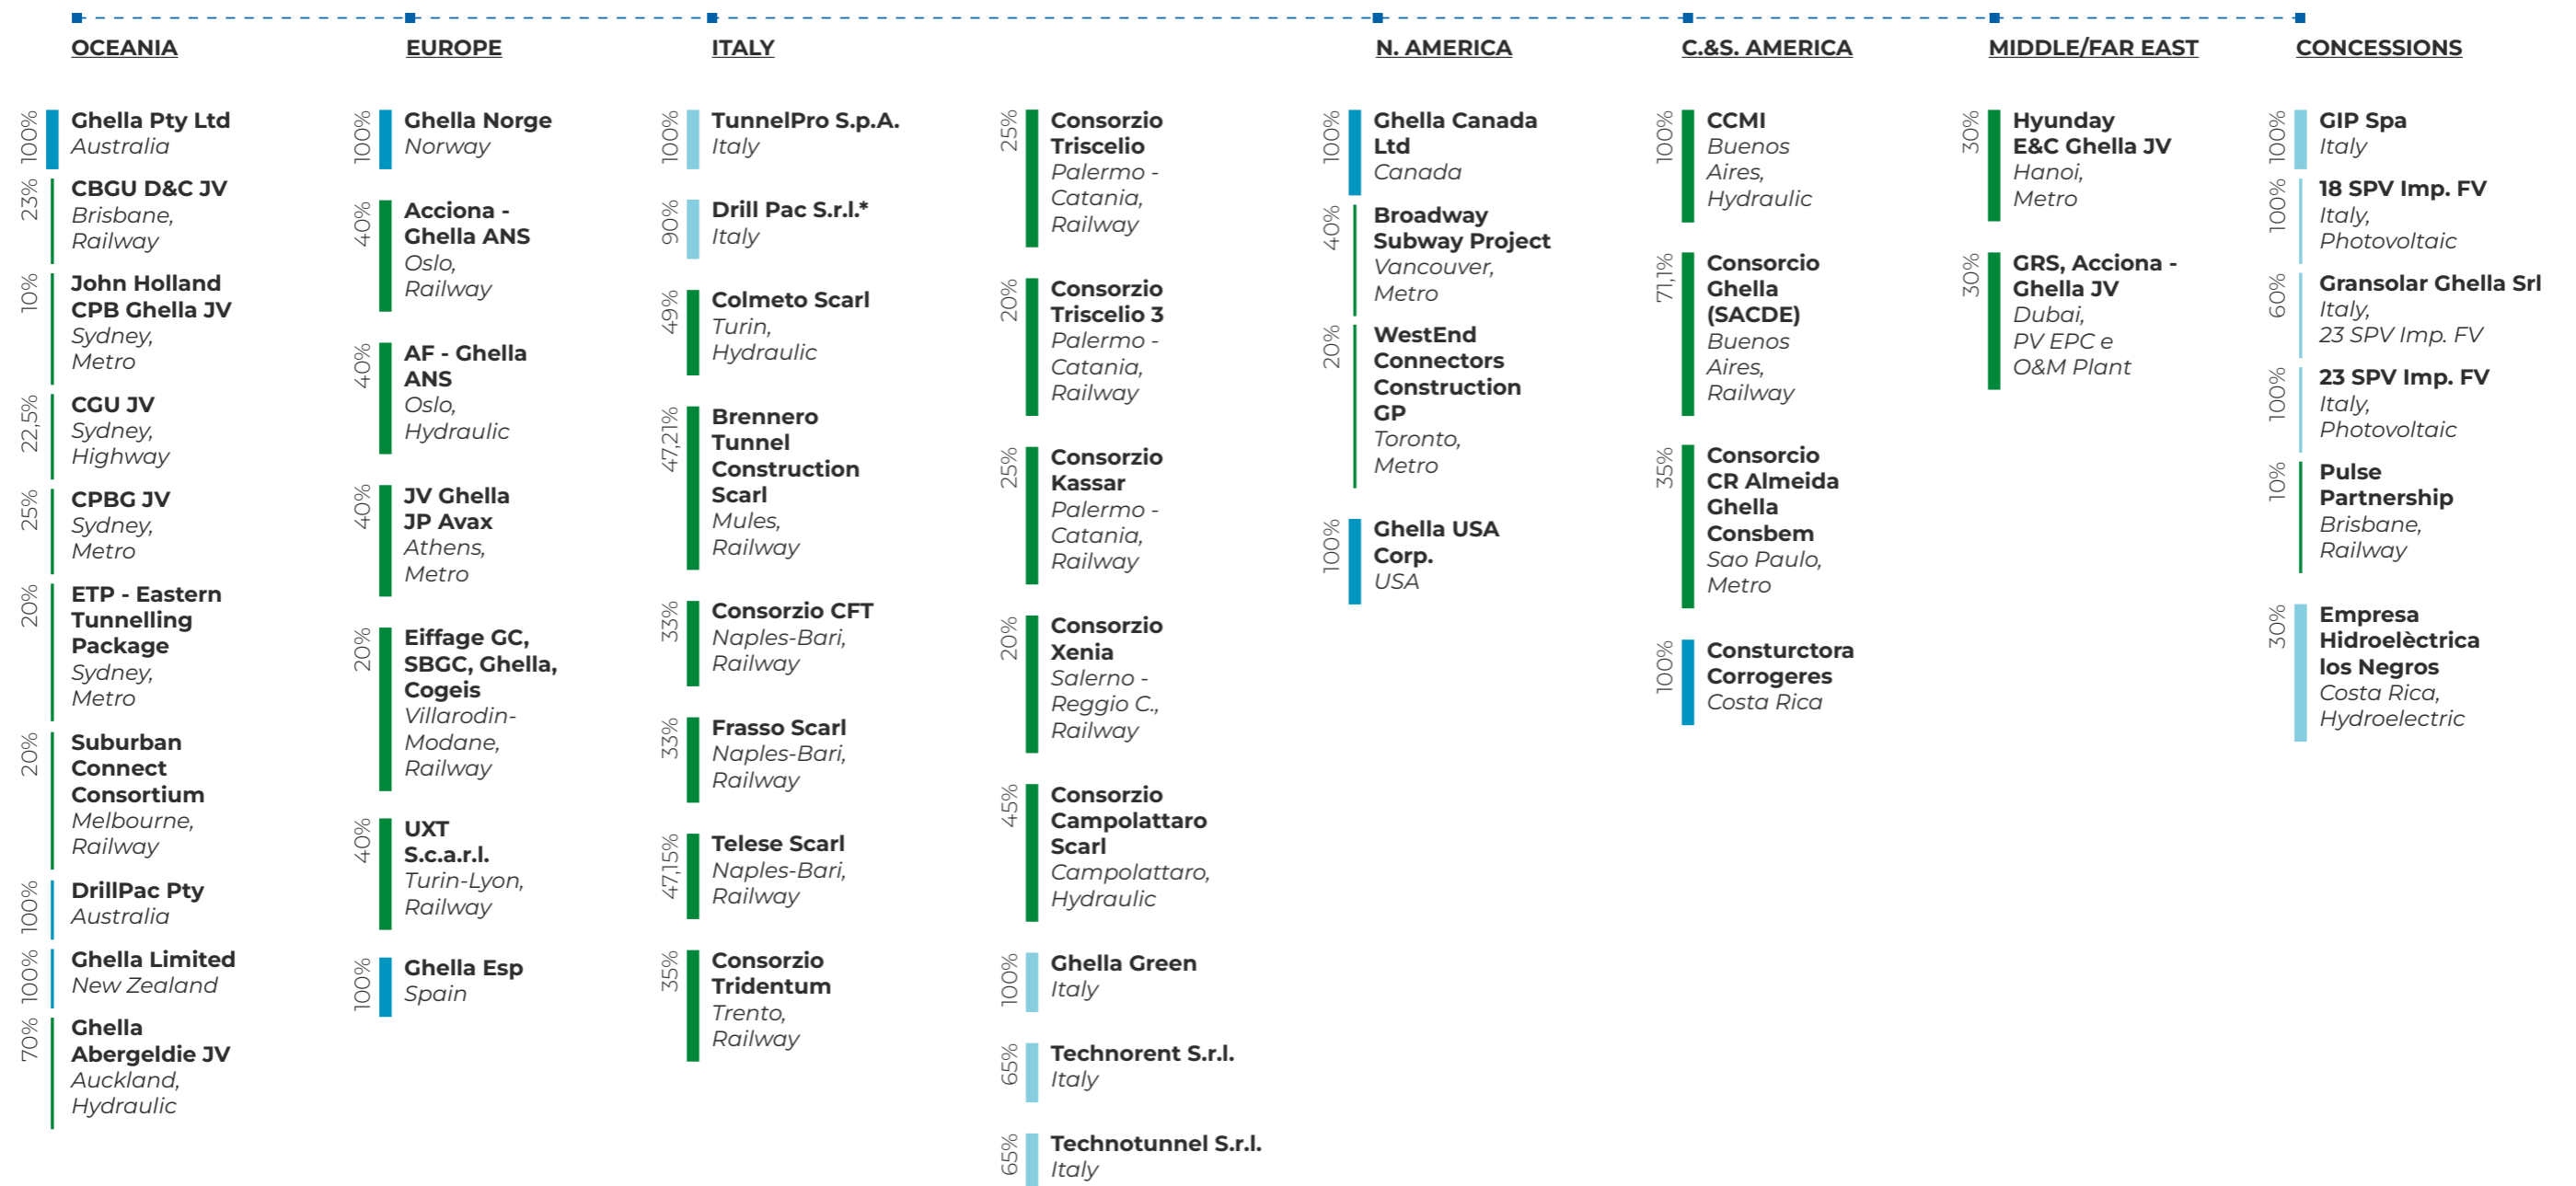 OCEANIA
100%
Ghella Pty Ltd
Australia
23%
CBGU D&C JV
Brisbane,
Railway
10%
John Holland
CPB Ghella JV
Sydney,
Metro
22,5%
CGU JV
Sydney,
Highway
25%
CPBG JV
Sydney,
Metro
20%
ETP - Eastern
Tunnelling
Package
Sydney,
Metro
20%
Suburban
Connect
Consortium
Melbourne,
Railway
100%
DrillPac Pty
Australia
100%
Ghella Limited
New Zealand
70%
Ghella
Abergeldie JV
Auckland,
Hydraulic
EUROPE
100%
Ghella Norge
Norway
40%
Acciona -
Ghella ANS
Oslo,
Railway
40%
AF - Ghella
ANS
Oslo,
Hydraulic
40%
JV Ghella
JP Avax
Athens,
Metro
20%
Eiffage GC,
SBGC, Ghella,
Cogeis
Villarodin-
Modane,
Railway
40%
UXT
S.c.a.r.l.
Turin-Lyon,
Railway
100%
Ghella Esp
Spain
ITALY
100%
TunnelPro S.p.A.
Italy
90%
Drill Pac S.r.l.*
Italy
49%
Colmeto Scarl
Turin,
Hydraulic
47,21%
Brennero
Tunnel
Construction
Scarl
Mules,
Railway
33%
Consorzio CFT
Naples-Bari,
Railway
33%
Frasso Scarl
Naples-Bari,
Railway
47,15%
Telese Scarl
Naples-Bari,
Railway
35%
Consorzio
Tridentum
Trento,
Railway
25%
Consorzio
Triscelio
Palermo -
Catania,
Railway
20%
Consorzio
Triscelio 3
Palermo -
Catania,
Railway
25%
Consorzio
Kassar
Palermo -
Catania,
Railway
20%
Consorzio
Xenia
Salerno -
Reggio C.,
Railway
45%
Consorzio
Campolattaro
Scarl
Campolattaro,
Hydraulic
100%
Ghella Green
Italy
65%
Technorent S.r.l.
Italy
65%
Technotunnel S.r.l.
Italy
N. AMERICA
100%
Ghella Canada
Ltd
Canada
40%
Broadway
Subway Project
Vancouver,
Metro
20%
WestEnd
Connectors
Construction
GP
Toronto,
Metro
100%
Ghella USA
Corp.
USA
C.&S. AMERICA
100%
CCMI
Buenos
Aires,
Hydraulic
71,1%
Consorcio
Ghella
(SACDE)
Buenos
Aires,
Railway
35%
Consorcio
CR Almeida
Ghella
Consbem
Sao Paulo,
Metro
100%
Consturctora
Corrogeres
Costa Rica
MIDDLE/FAR EAST
30%
Hyunday
E&C Ghella JV
Hanoi,
Metro
30%
GRS, Acciona -
Ghella JV
Dubai,
PV EPC e
O&M Plant
CONCESSIONS
100%
GIP Spa
Italy
100%
18 SPV Imp. FV
Italy,
Photovoltaic
60%
Gransolar Ghella Srl
Italy,
23 SPV Imp. FV
100%
23 SPV Imp. FV
Italy,
Photovoltaic
10%
Pulse
Partnership
Brisbane,
Railway
30%
Empresa
Hidroelèctrica
los Negros
Costa Rica,
Hydroelectric